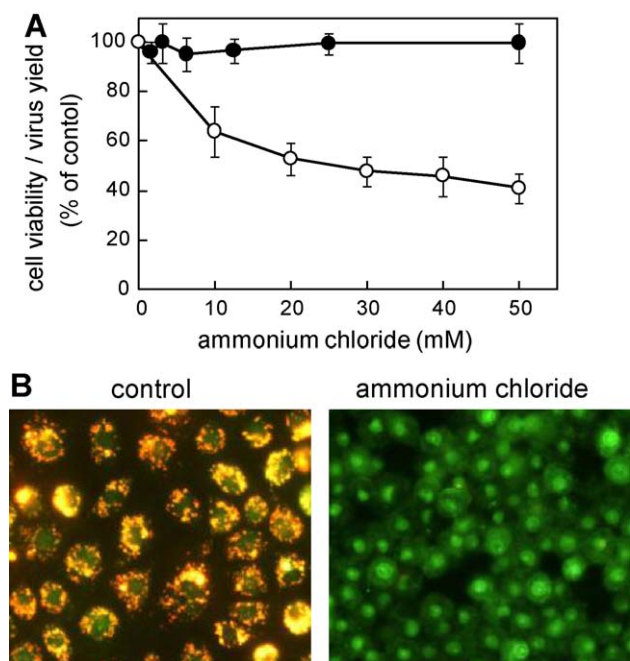 A
cell viability / virus yield
(% of contol)
100
80
60
40
20
0
0 10 20 30 40 50
ammonium chloride (mM)
B
control ammonium chloride